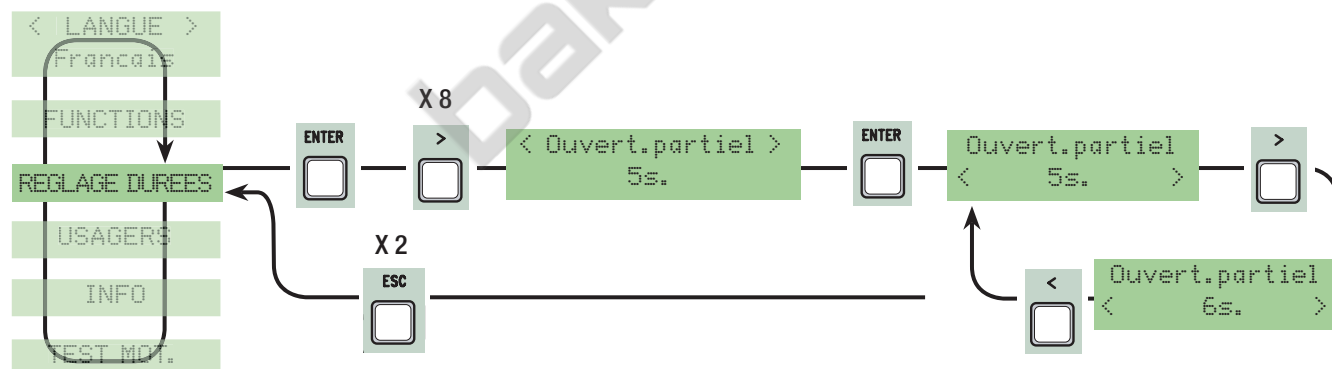 < LANGUE >
Francais
FUNCTIONS
REGLAGE DUREES
USAGERS
INFO
TEST MOT.
ENTER
X 8
>
< Ouvert.partiel >
5s.
ENTER
Ouvert.partiel
< 5s. >
>
X 2
ESC
<
Ouvert.partiel
< 6s. >